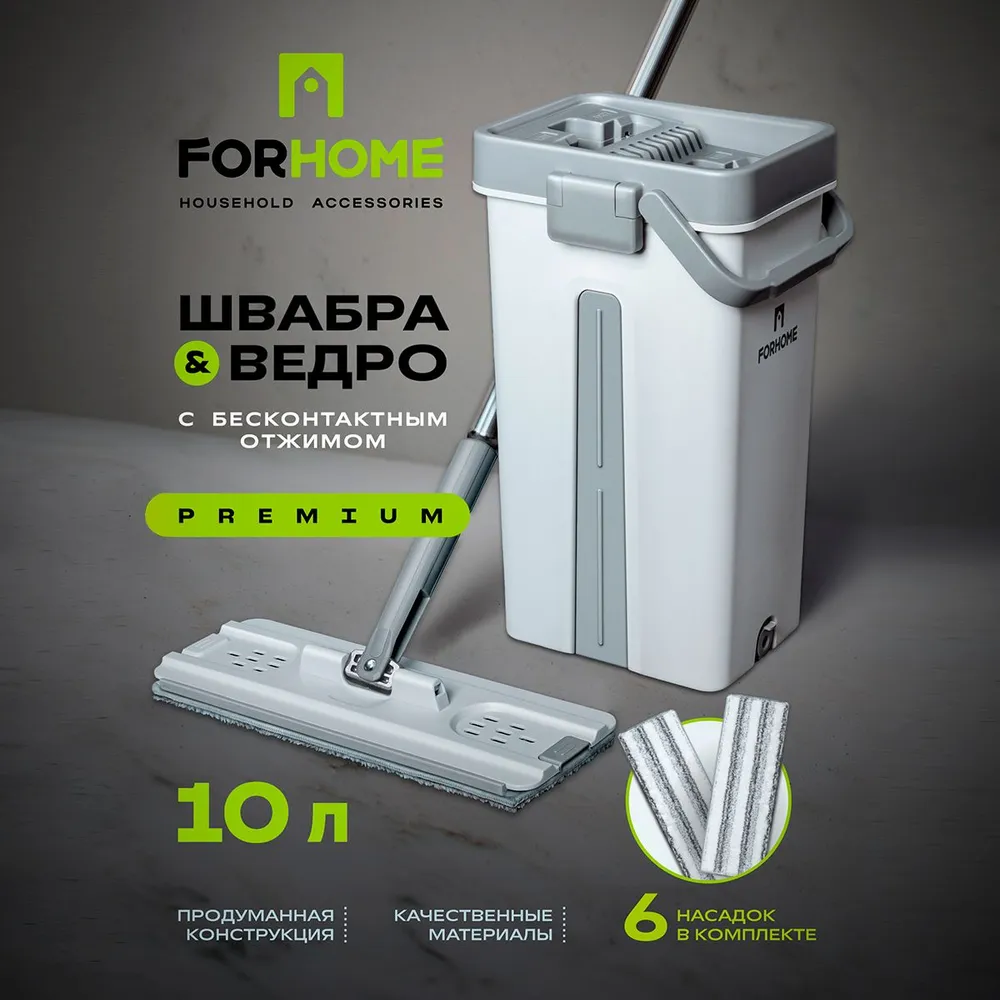 FORHOME
HOUSEHOLD ACCESSORIES
ШВАБРА
& ВЕДРО
С БЕСКОНТАКТНЫМ
ОТЖИМОМ
PREMIUM
FORHOME
10 л
ПРОДУМАННАЯ
КОНСТРУКЦИЯ
КАЧЕСТВЕННЫЕ
МАТЕРИАЛЫ
6 НАСАДОК
В КОМПЛЕКТЕ